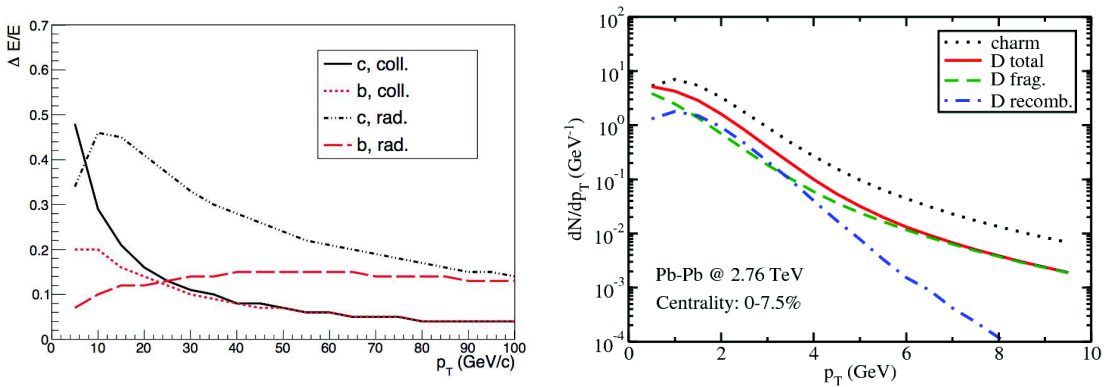 Δ E/E
0.7
0.6
0.5
0.4
0.3
0.2
0.1
0
0 10 20 30 40 50 60 70 80 90 100
p_T (GeV/c)
c, coll.
b, coll.
c, rad.
b, rad.
dN/dp_T (GeV^-1)
10^2
10^1
10^0
10^-1
10^-2
10^-3
10^-4
0 2 4 6 8 10
p_T (GeV)
charm
D total
D frag.
D recomb.
Pb-Pb @ 2.76 TeV
Centrality: 0-7.5%